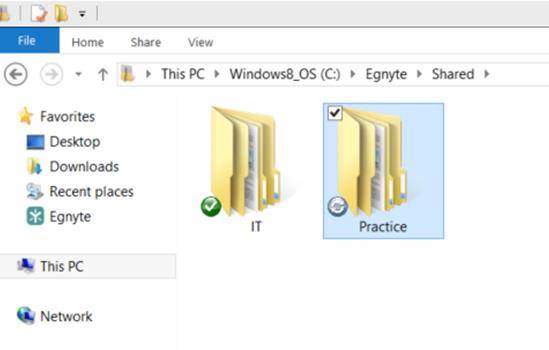 File Home Share View
This PC Windows8_OS (C:) Egnyte Shared
Favorites
Desktop
Downloads
Recent places
Egnyte
This PC
Network
IT Practice